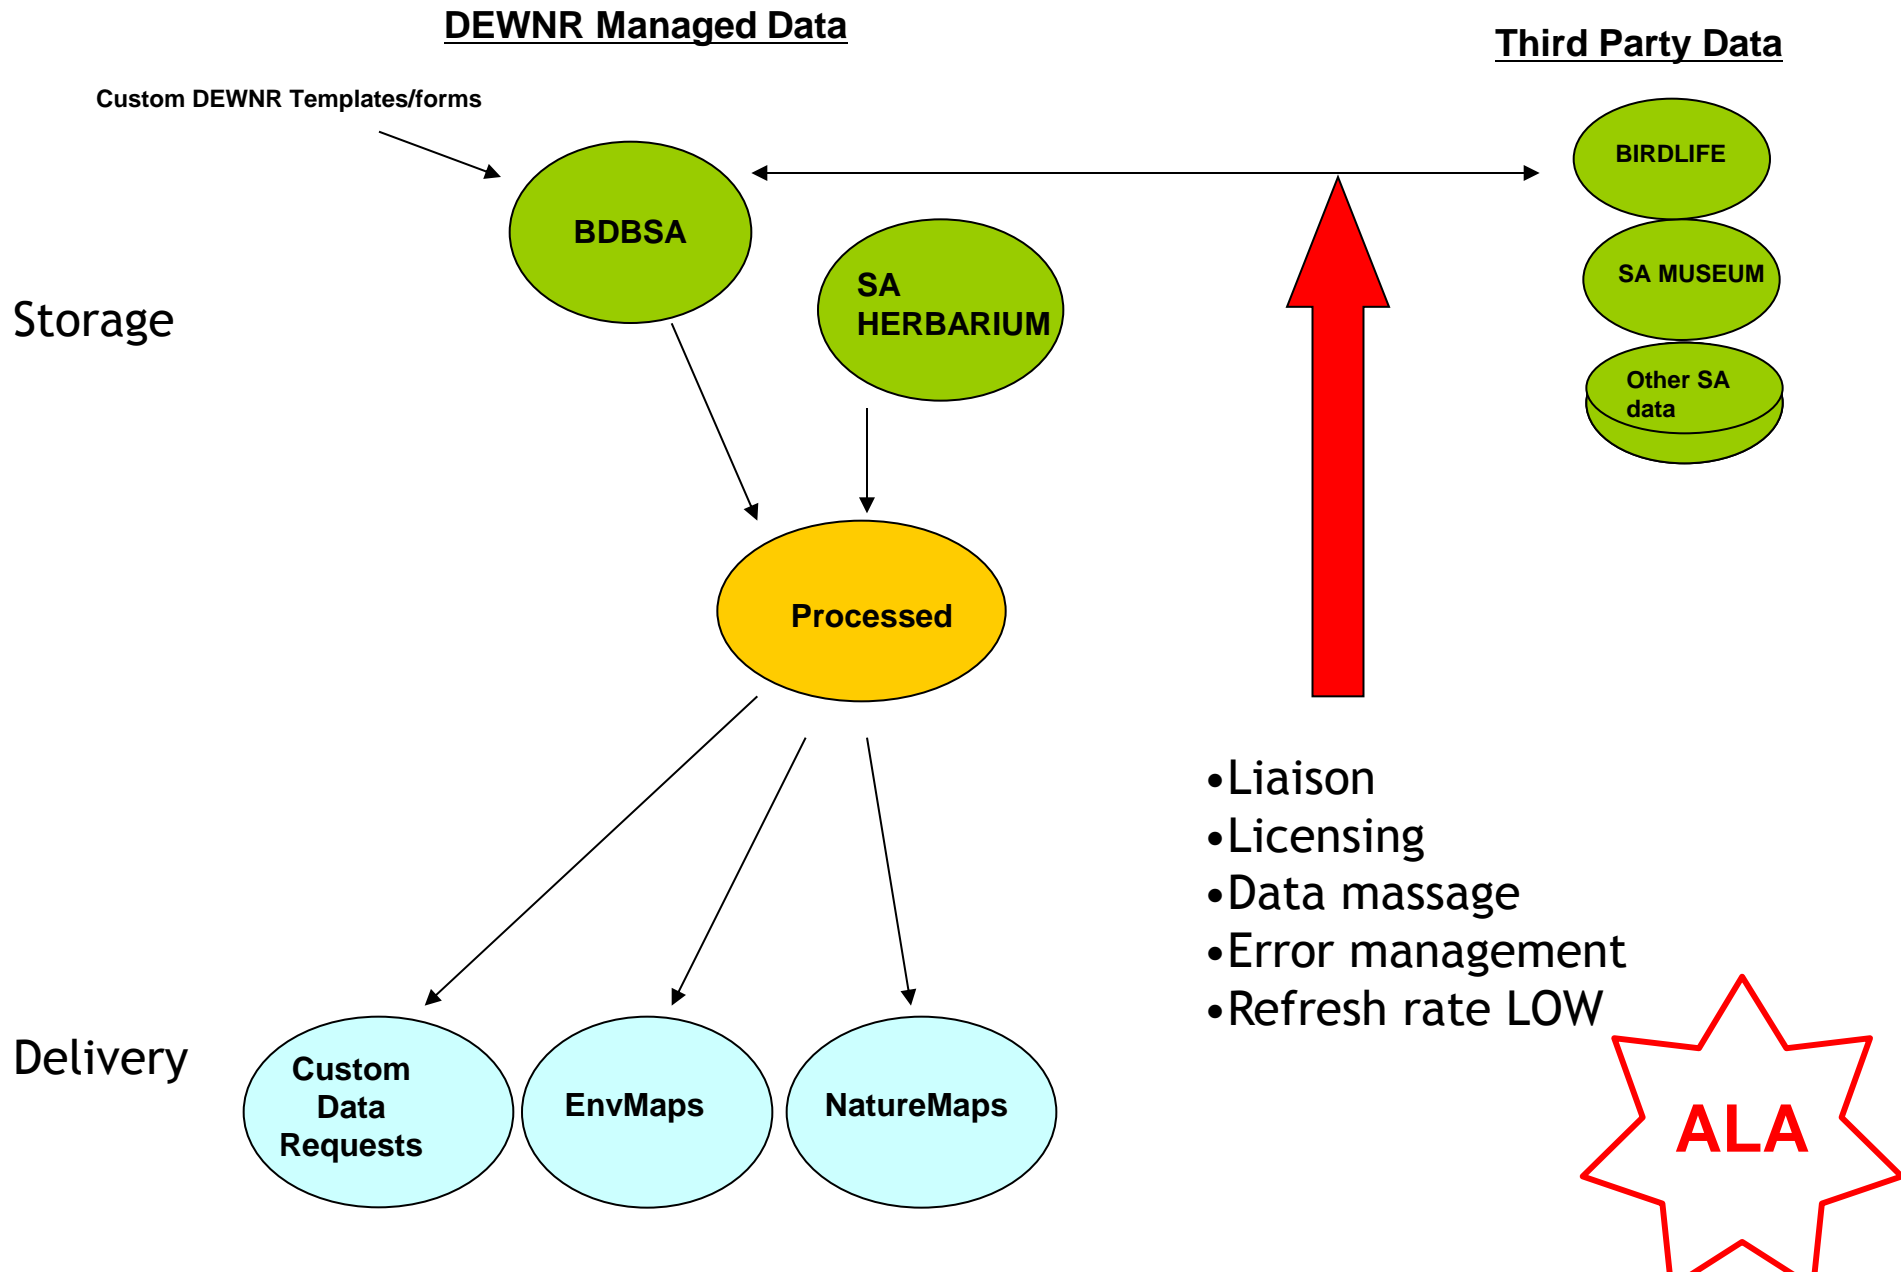 DEWNR Managed Data
Third Party Data
Custom DEWNR Templates/forms
BIRDLIFE
BDBSA
SA MUSEUM
SA
HERBARIUM
Storage
Other SA
data
Processed
•Liaison
•Licensing
•Data massage
•Error management
•Refresh rate LOW
Delivery
Custom
Data
Requests
EnvMaps
NatureMaps
ALA